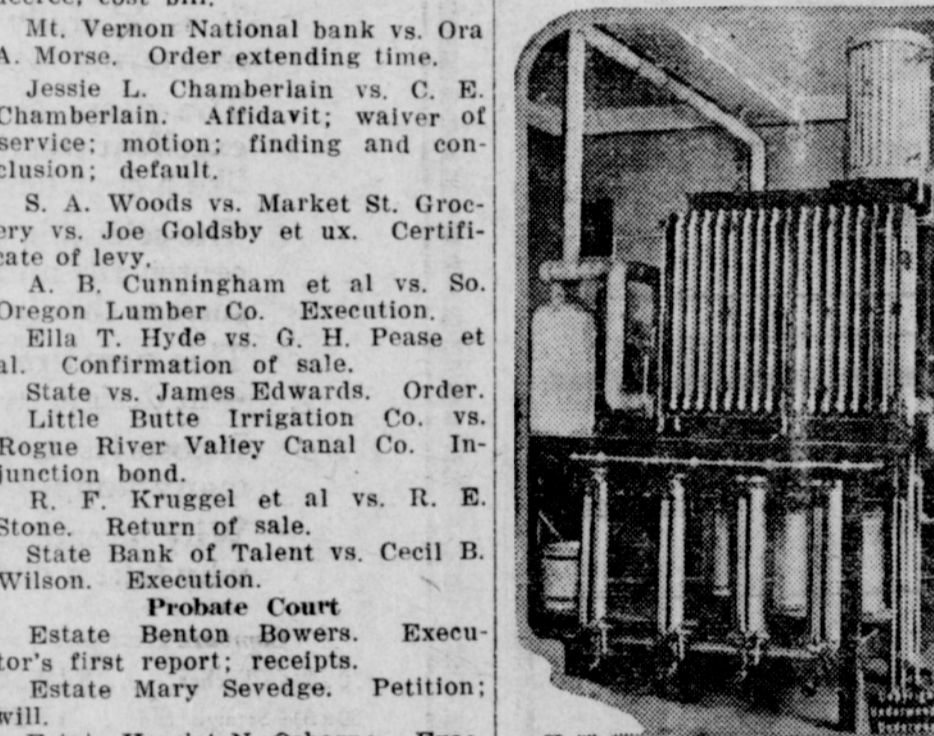 cost bill.
Mt. Vernon National bank vs. Ora
A. Morse. Order extending time.
Jessie L. Chamberlain vs. C. E.
Chamberlain. Affidavit; waiver of
service; motion; finding and con-
clusion; default.
S. A. Woods vs. Market St. Groc-
ery vs. Joe Goldsby et ux. Certifi-
cate of levy.
A. B. Cunningham et al vs. So.
Oregon Lumber Co. Execution.
Ella T. Hyde vs. G. H. Pease et
al. Confirmation of sale.
State vs. James Edwards. Order.
Little Butte Irrigation Co. vs.
Rogue River Valley Canal Co. In-
junction bond.
R. F. Kruggel et al vs. R. E.
Stone. Return of sale.
State Bank of Talent vs. Cecil B.
Wilson. Execution.
Probate Court
Estate Benton Bowers. Execu-
tor's first report; receipts.
Estate Mary Sevedge. Petition;
will.